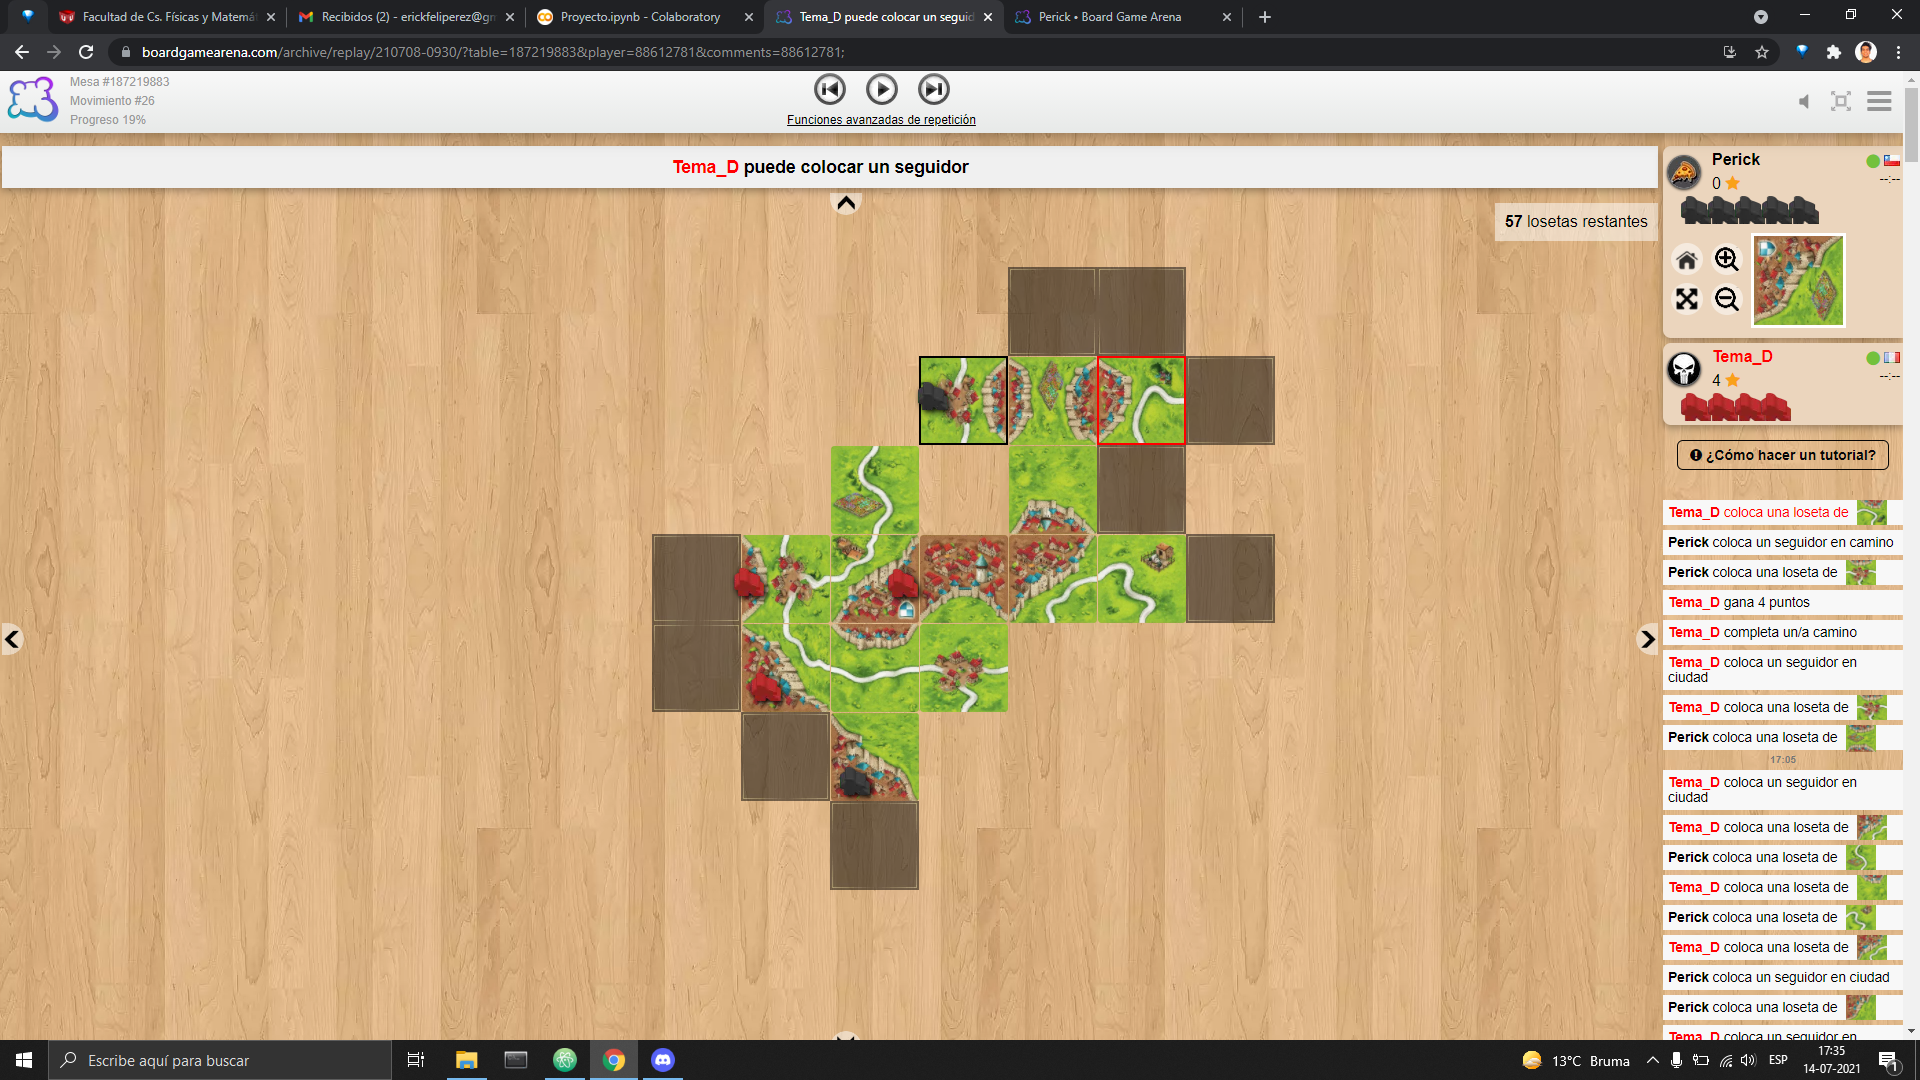 Facultad de Cs. Físicas y Matemá
Recibidos (2) - erickfeliperez@gm
Proyecto.ipynb - Colaboratory
Tema_D puede colocar un seguid
Perick • Board Game Arena
boardgamearena.com/archive/replay/210708-0930/?table=187219883&player=88612781&comments=88612781;
Mesa #187219883
Movimiento #26
Progreso 19%
Funciones avanzadas de repetición
Tema_D puede colocar un seguidor
57 losetas restantes
Perick
0
--:--
Tema_D
4
--:--
¿Cómo hacer un tutorial?
Tema_D coloca una loseta de
Perick coloca un seguidor en camino
Perick coloca una loseta de
Tema_D gana 4 puntos
Tema_D completa un/a camino
Tema_D coloca un seguidor en
ciudad
Tema_D coloca una loseta de
Perick coloca una loseta de
17:05
Tema_D coloca un seguidor en
ciudad
Tema_D coloca una loseta de
Perick coloca una loseta de
Tema_D coloca una loseta de
Perick coloca una loseta de
Tema_D coloca una loseta de
Perick coloca un seguidor en ciudad
Perick coloca una loseta de
Tema_D coloca un seguidor en
Escribe aquí para buscar
13°C Bruma
ESP
17:35
14-07-2021
1